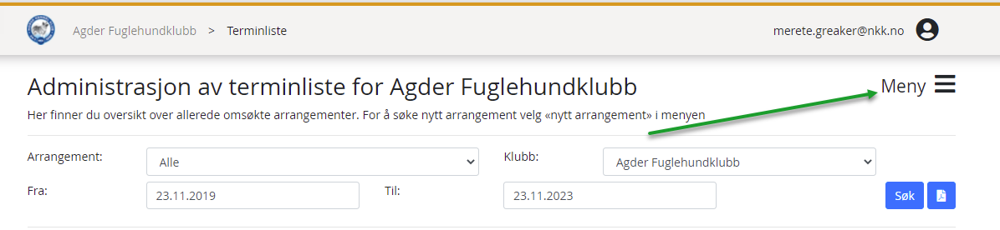 Agder Fuglehundklubb > Terminliste
merete.greaker@nkk.no
Administrasjon av terminliste for Agder Fuglehundklubb
Meny
Her finner du oversikt over allerede omsøkte arrangementer. For å søke nytt arrangement velg «nytt arrangement» i menyen
Arrangement: Alle Klubb: Agder Fuglehundklubb
Fra: 23.11.2019 Til: 23.11.2023 Søk